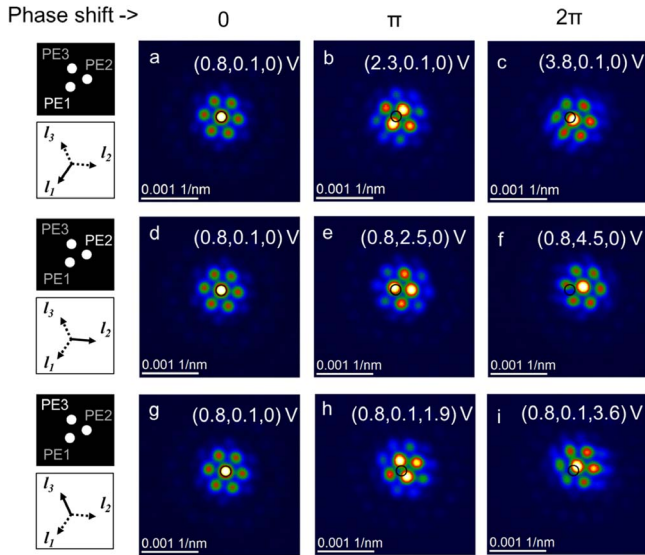 Phase shift -> 0 π 2π
PE3
PE2
PE1
a (0.8,0.1,0) V
b (2.3,0.1,0) V
c (3.8,0.1,0) V
l3
l2
l1
0.001 1/nm
0.001 1/nm
0.001 1/nm
PE3
PE2
PE1
d (0.8,0.1,0) V
e (0.8,2.5,0) V
f (0.8,4.5,0) V
l3
l2
l1
0.001 1/nm
0.001 1/nm
0.001 1/nm
PE3
PE2
PE1
g (0.8,0.1,0) V
h (0.8,0.1,1.9) V
i (0.8,0.1,3.6) V
l3
l2
l1
0.001 1/nm
0.001 1/nm
0.001 1/nm